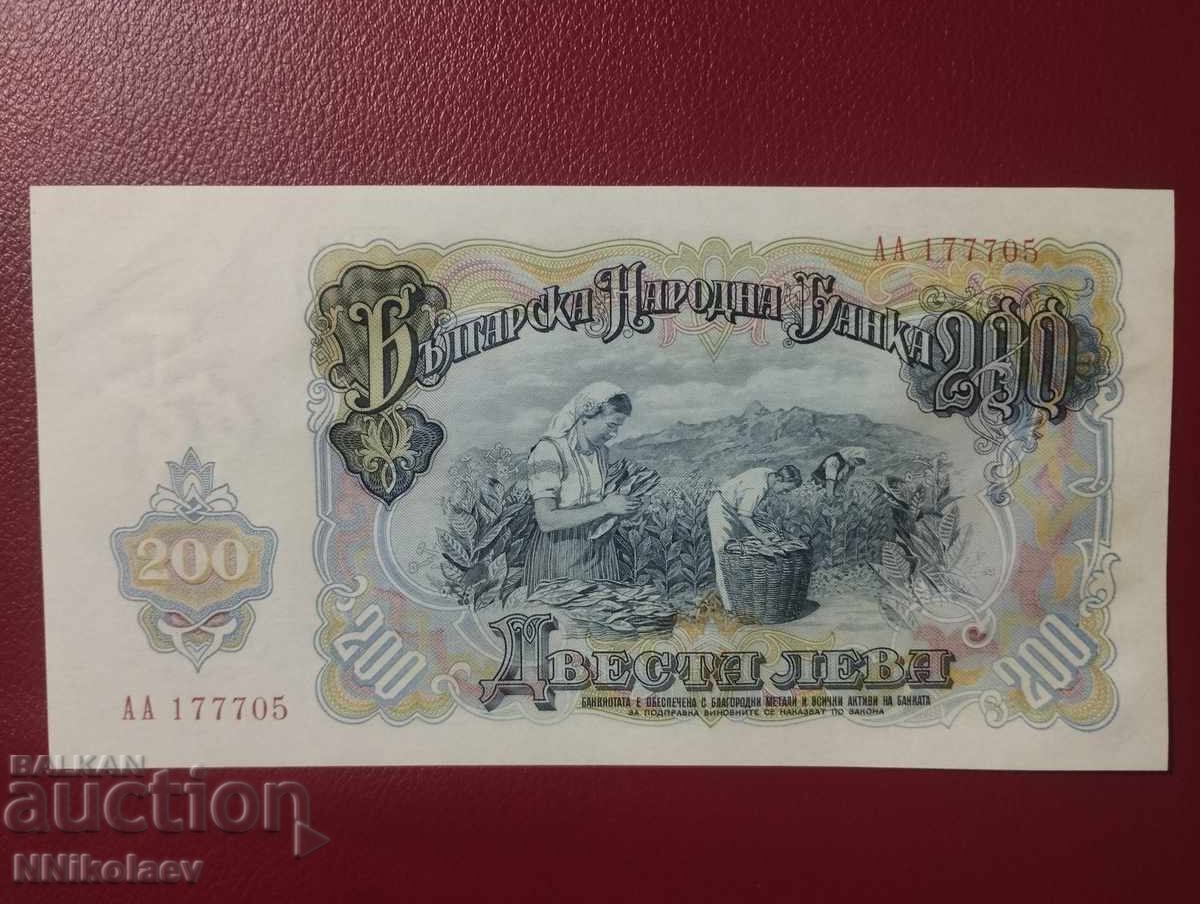 АА 177705
Българска Народна Банка
200
200
АА 177705
200
200
Двеста лева
БАНКНОТАТА Е ОБЕЗПЕЧЕНА С БЛАГОРОДНИ МЕТАЛИ И ВСИЧКИ АКТИВИ НА БАНКАТА
ЗА ПОДПРАВКА ВИНОВНИТЕ СЕ НАКАЗВАТ ПО ЗАКОНА
BALKAN
auction
NNikolaev